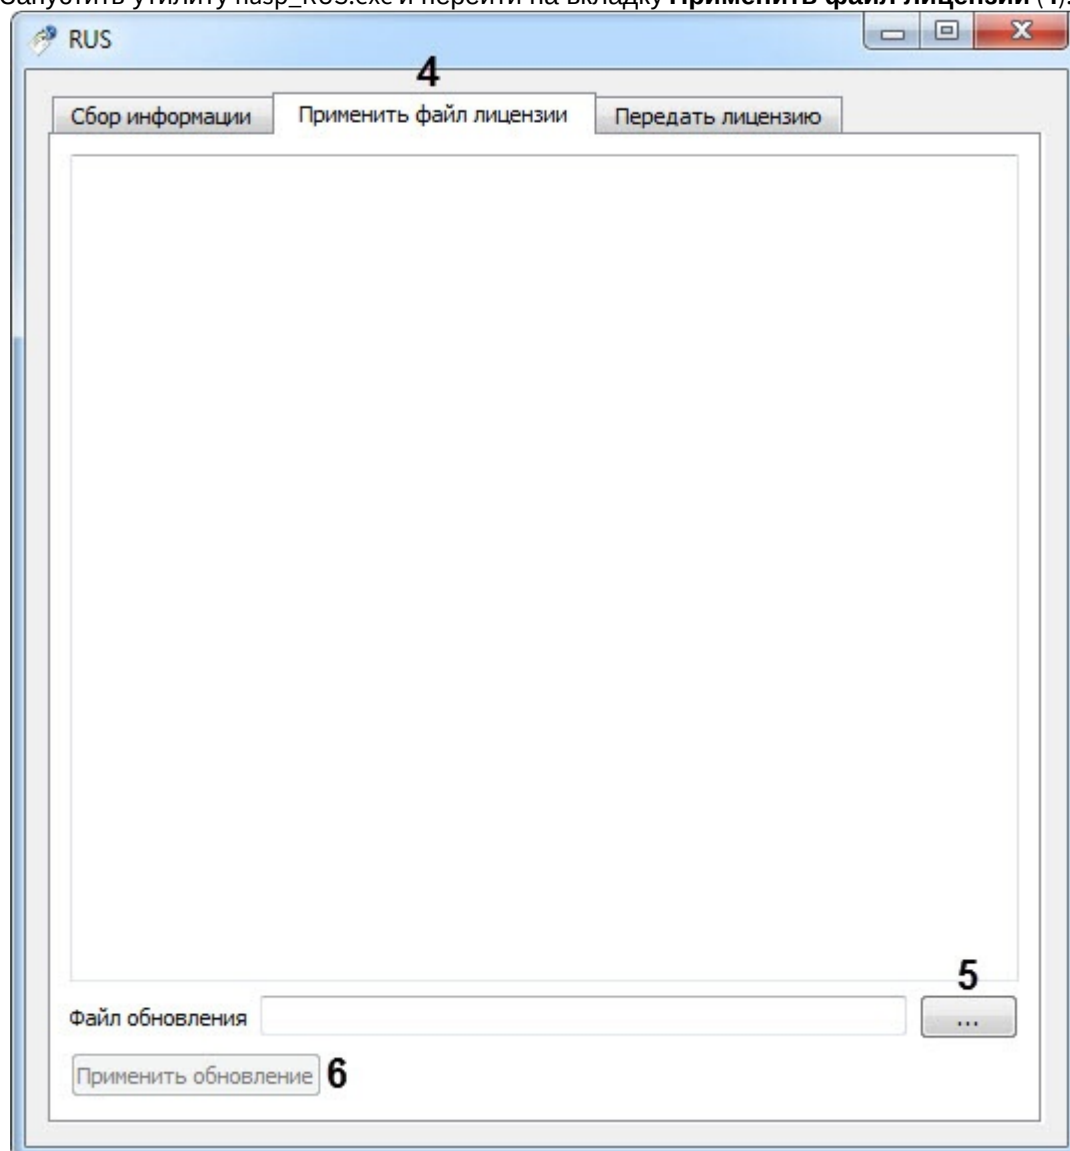 Запустить утилиту hasp_RUS.exe и перейти на вкладку Применить файл лицензии (4).
RUS
4
Сбор информации Применить файл лицензии Передать лицензию
5
Файл обновления ...
Применить обновление 6